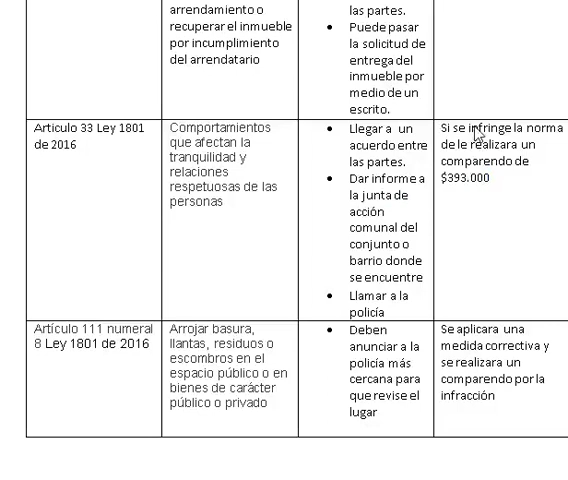 arrendamiento o
recuperar el inmueble
por incumplimiento
del arrendatario
las partes.
• Puede pasar
la solicitud de
entrega del
inmueble por
medio de un
escrito.
Articulo 33 Ley 1801
de 2016
Comportamientos
que afectan la
tranquilidad y
relaciones
respetuosas de las
personas
• Llegar a un
acuerdo entre
las partes.
• Dar informe a
la junta de
acción
comunal del
conjunto o
barrio donde
se encuentre
• Llamar a la
policía
Si se infringe la norma
de le realizara un
comparendo de
$393.000
Artículo 111 numeral
8 Ley 1801 de 2016
Arrojar basura,
llantas, residuos o
escombros en el
espacio público o en
bienes de carácter
público o privado
• Deben
anunciar a la
policía más
cercana para
que revise el
lugar
Se aplicara una
medida correctiva y
se realizara un
comparendo por la
infracción